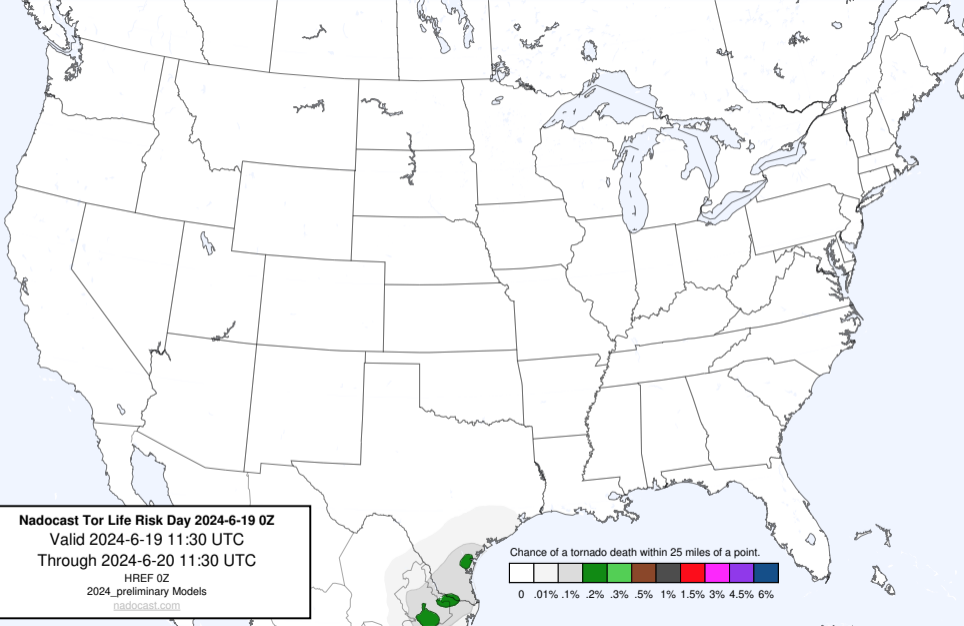 Nadocast Tor Life Risk Day 2024-6-19 0Z
Valid 2024-6-19 11:30 UTC
Through 2024-6-20 11:30 UTC
HREF 0Z
2024_preliminary Models
nadocast.com
Chance of a tornado death within 25 miles of a point.
0 .01% .1% .2% .3% .5% 1% 1.5% 3% 4.5% 6%